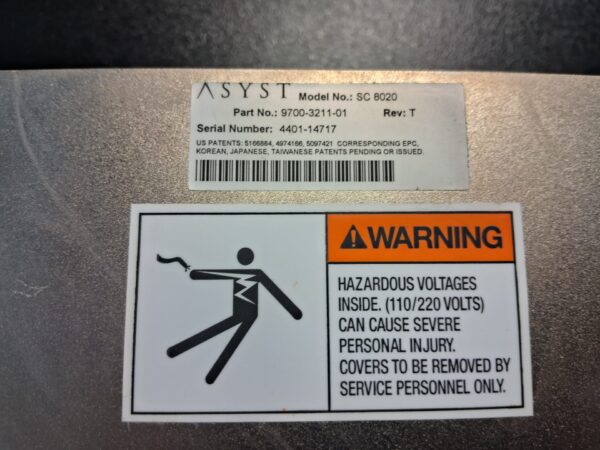 ASYST Model No.: SC 8020
Part No.: 9700-3211-01 Rev: T
Serial Number: 4401-14717
US PATENTS: 5166884, 4974166, 5097421 CORRESPONDING EPC,
KOREAN, JAPANESE, TAIWANESE PATENTS PENDING OR ISSUED.
WARNING
HAZARDOUS VOLTAGES
INSIDE. (110/220 VOLTS)
CAN CAUSE SEVERE
PERSONAL INJURY.
COVERS TO BE REMOVED BY
SERVICE PERSONNEL ONLY.